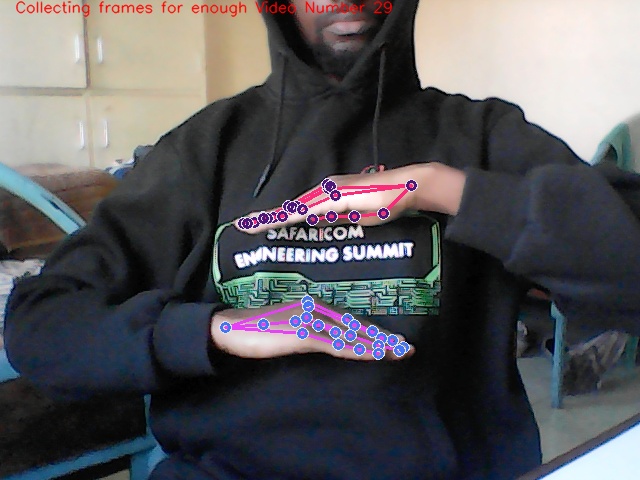 Collecting frames for enough Video Number 29
SAFARICOM
ENGINEERING SUMMIT